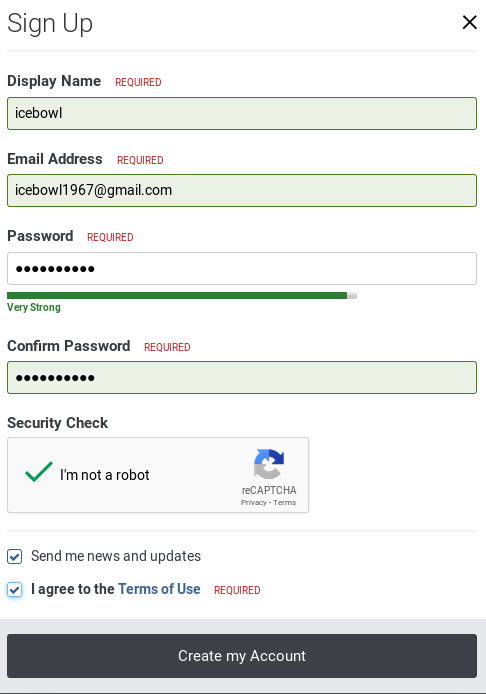 Sign Up
Display Name REQUIRED
icebowl
Email Address REQUIRED
icebowl1967@gmail.com
Password REQUIRED
●●●●●●●●●●
Very Strong
Confirm Password REQUIRED
●●●●●●●●●●
Security Check
I'm not a robot
reCAPTCHA
Privacy - Terms
Send me news and updates
I agree to the Terms of Use REQUIRED
Create my Account